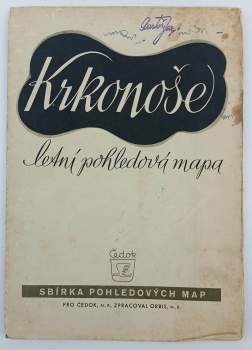 Krkonoše
letní pohledová mapa
Čedok
SBÍRKA POHLEDOVÝCH MAP
PRO ČEDOK, N. P. ZPRACOVAL ORBIS, N. P.